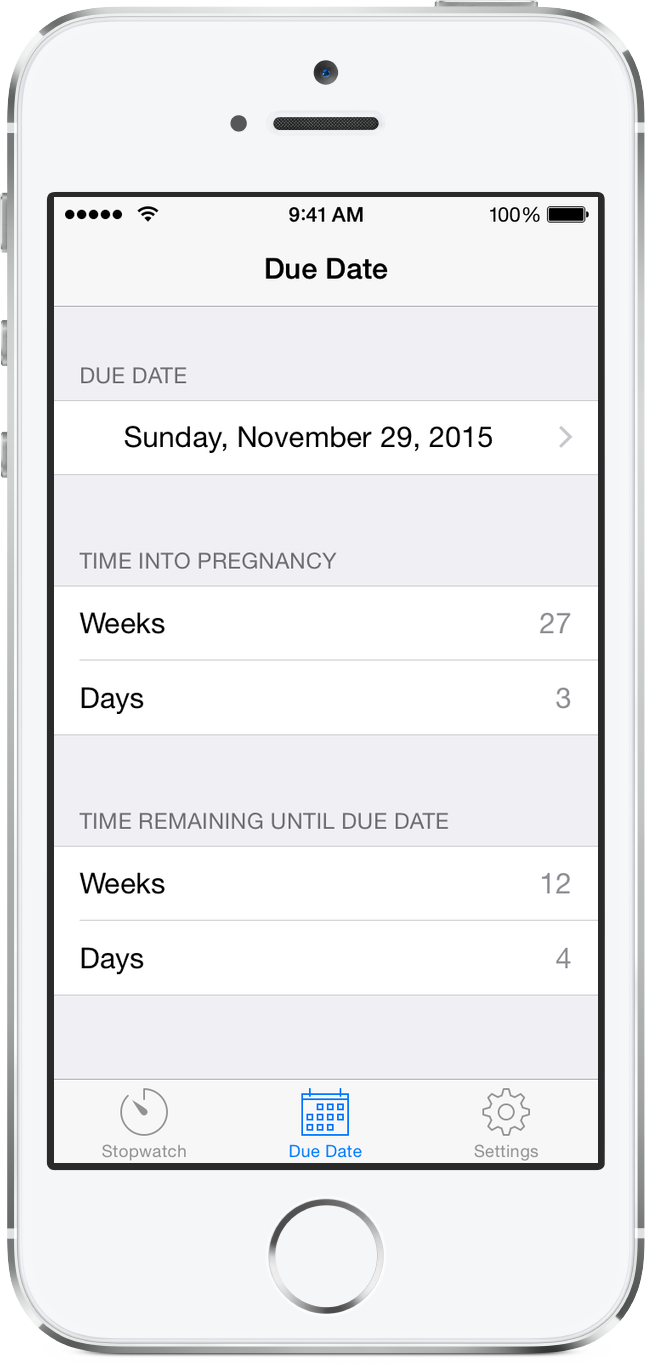 9:41 AM 100%
Due Date
DUE DATE
Sunday, November 29, 2015
TIME INTO PREGNANCY
Weeks 27
Days 3
TIME REMAINING UNTIL DUE DATE
Weeks 12
Days 4
Stopwatch Due Date Settings